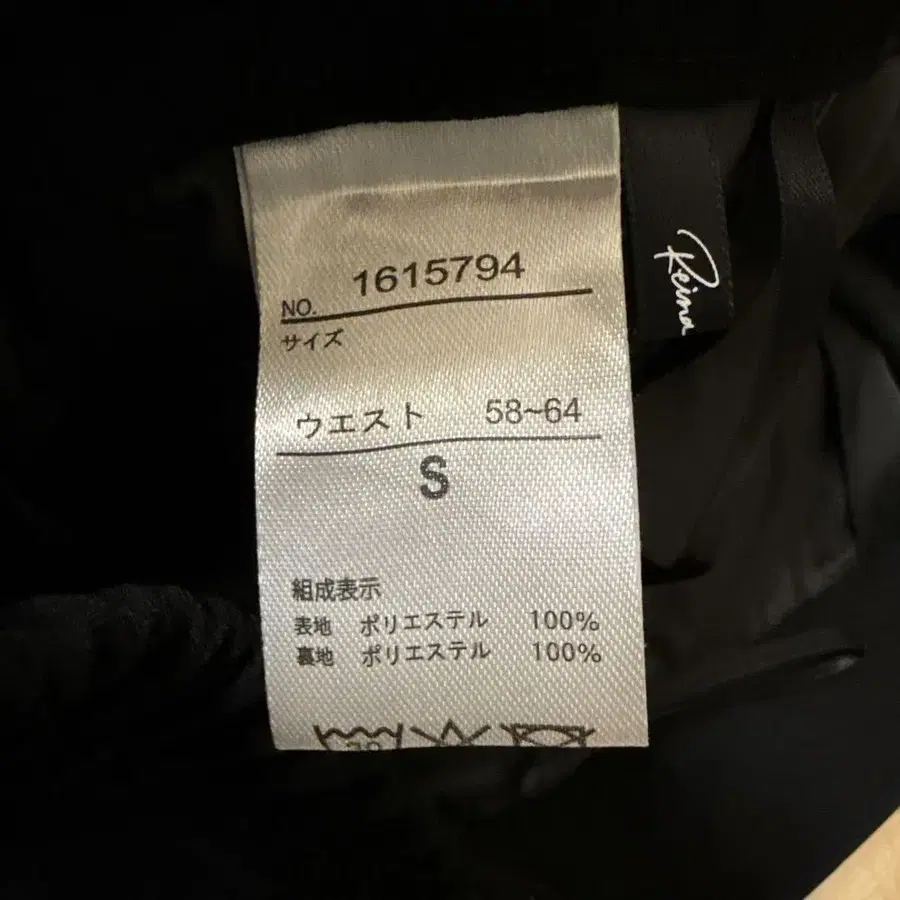 NO. 1615794
サイズ
ウエスト 58~64
S
組成表示
表地 ポリエステル 100%
裏地 ポリエステル 100%
Reina